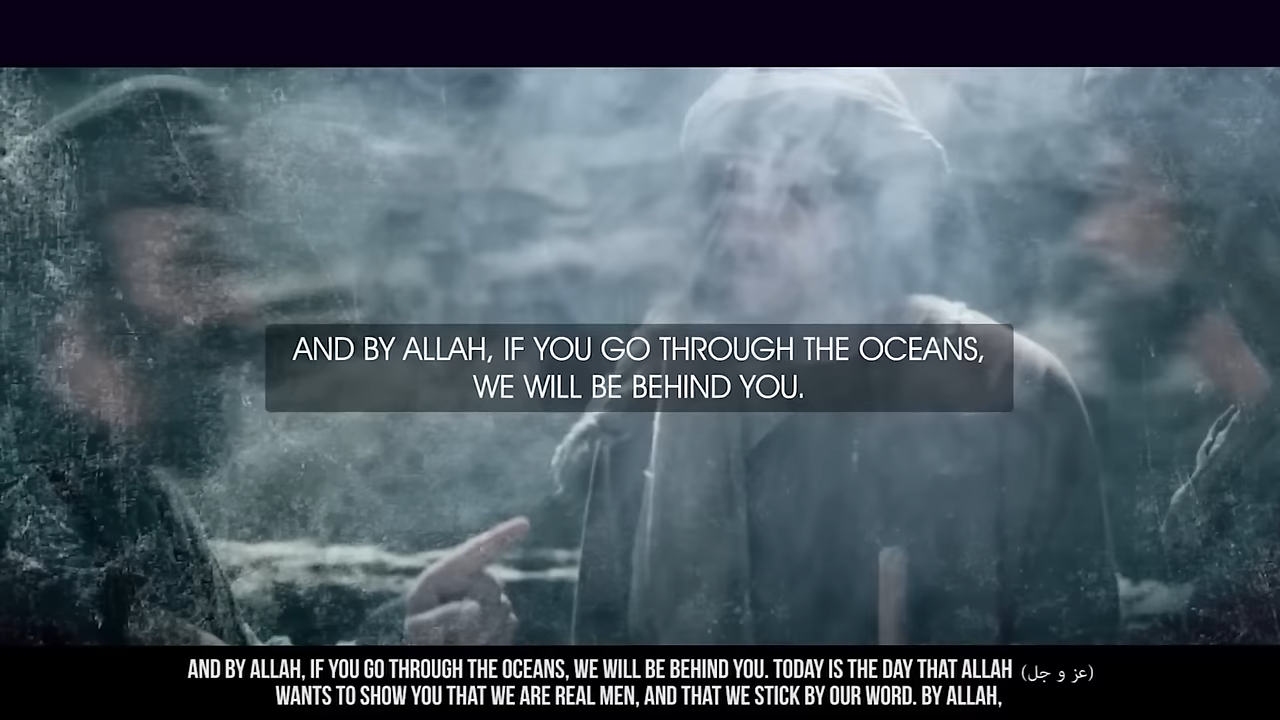 AND BY ALLAH, IF YOU GO THROUGH THE OCEANS,
WE WILL BE BEHIND YOU.
AND BY ALLAH, IF YOU GO THROUGH THE OCEANS, WE WILL BE BEHIND YOU. TODAY IS THE DAY THAT ALLAH (عز و جل)
WANTS TO SHOW YOU THAT WE ARE REAL MEN, AND THAT WE STICK BY OUR WORD. BY ALLAH,